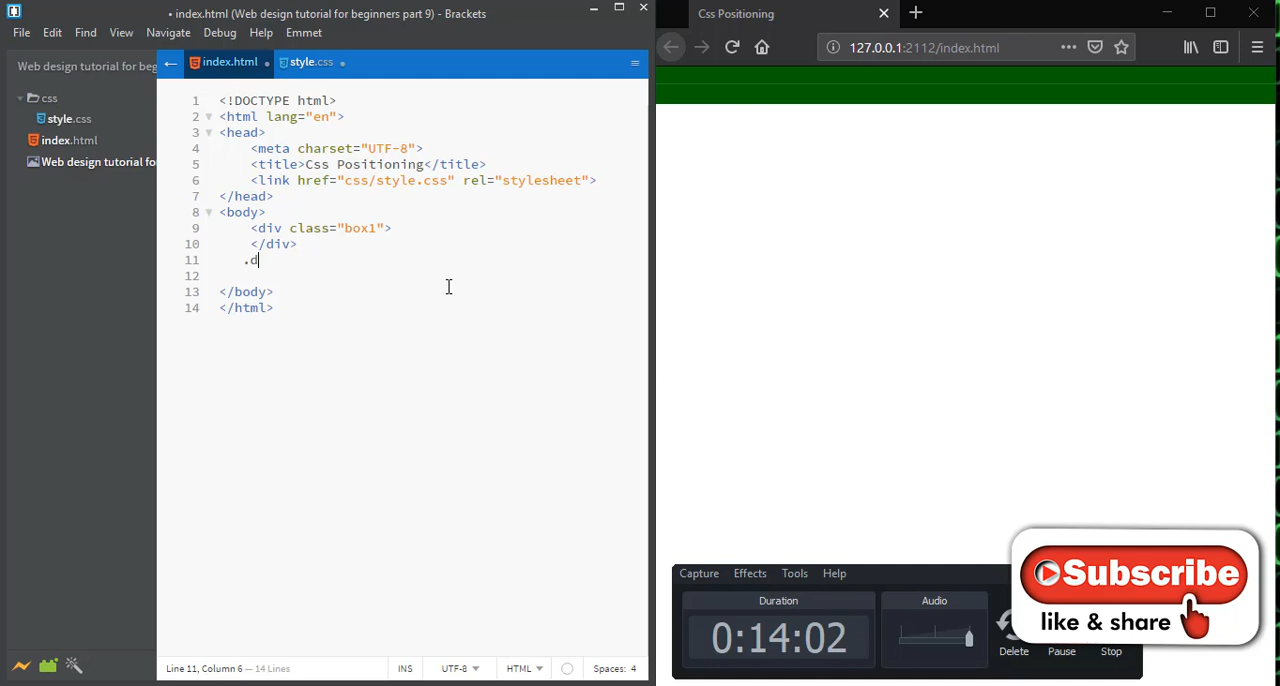 • index.html (Web design tutorial for beginners part 9) - Brackets
File Edit Find View Navigate Debug Help Emmet
Web design tutorial for beg
css
style.css
index.html
Web design tutorial fo
index.html • style.css •
1 <!DOCTYPE html>
2 <html lang="en">
3 <head>
4 <meta charset="UTF-8">
5 <title>Css Positioning</title>
6 <link href="css/style.css" rel="stylesheet">
7 </head>
8 <body>
9 <div class="box1">
10 </div>
11 .d
12
13 </body>
14 </html>
Line 11, Column 6 — 14 Lines INS UTF-8 HTML Spaces: 4
Css Positioning
127.0.0.1:2112/index.html
Capture Effects Tools Help
Duration Audio
0:14:02
Delete Pause Stop
Subscribe
like & share